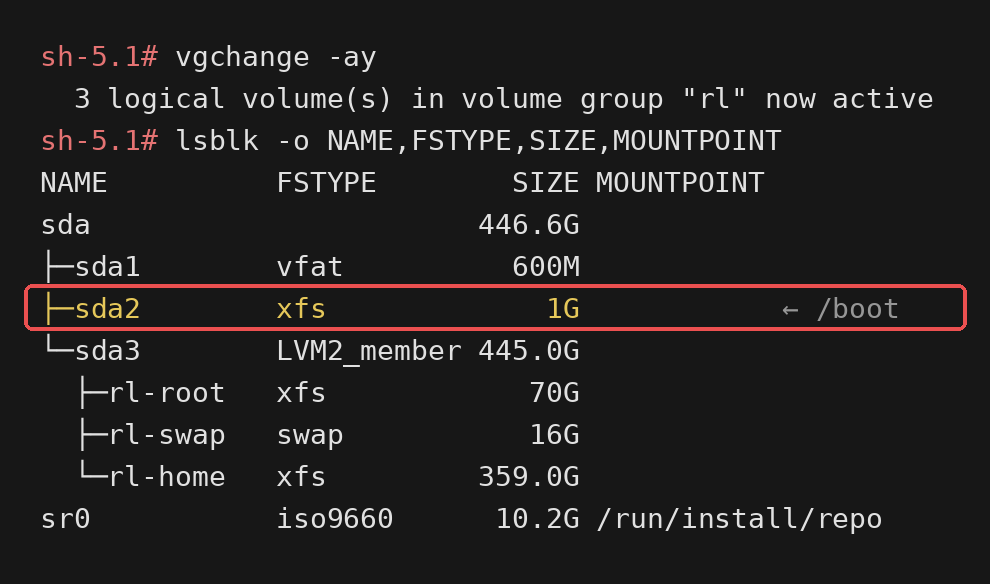 sh-5.1# vgchange -ay
  3 logical volume(s) in volume group "rl" now active
sh-5.1# lsblk -o NAME,FSTYPE,SIZE,MOUNTPOINT
NAME          FSTYPE        SIZE MOUNTPOINT
sda                       446.6G
├─sda1        vfat          600M
├─sda2        xfs             1G            ← /boot
└─sda3        LVM2_member 445.0G
  ├─rl-root   xfs            70G
  ├─rl-swap   swap           16G
  └─rl-home   xfs         359.0G
sr0           iso9660      10.2G /run/install/repo